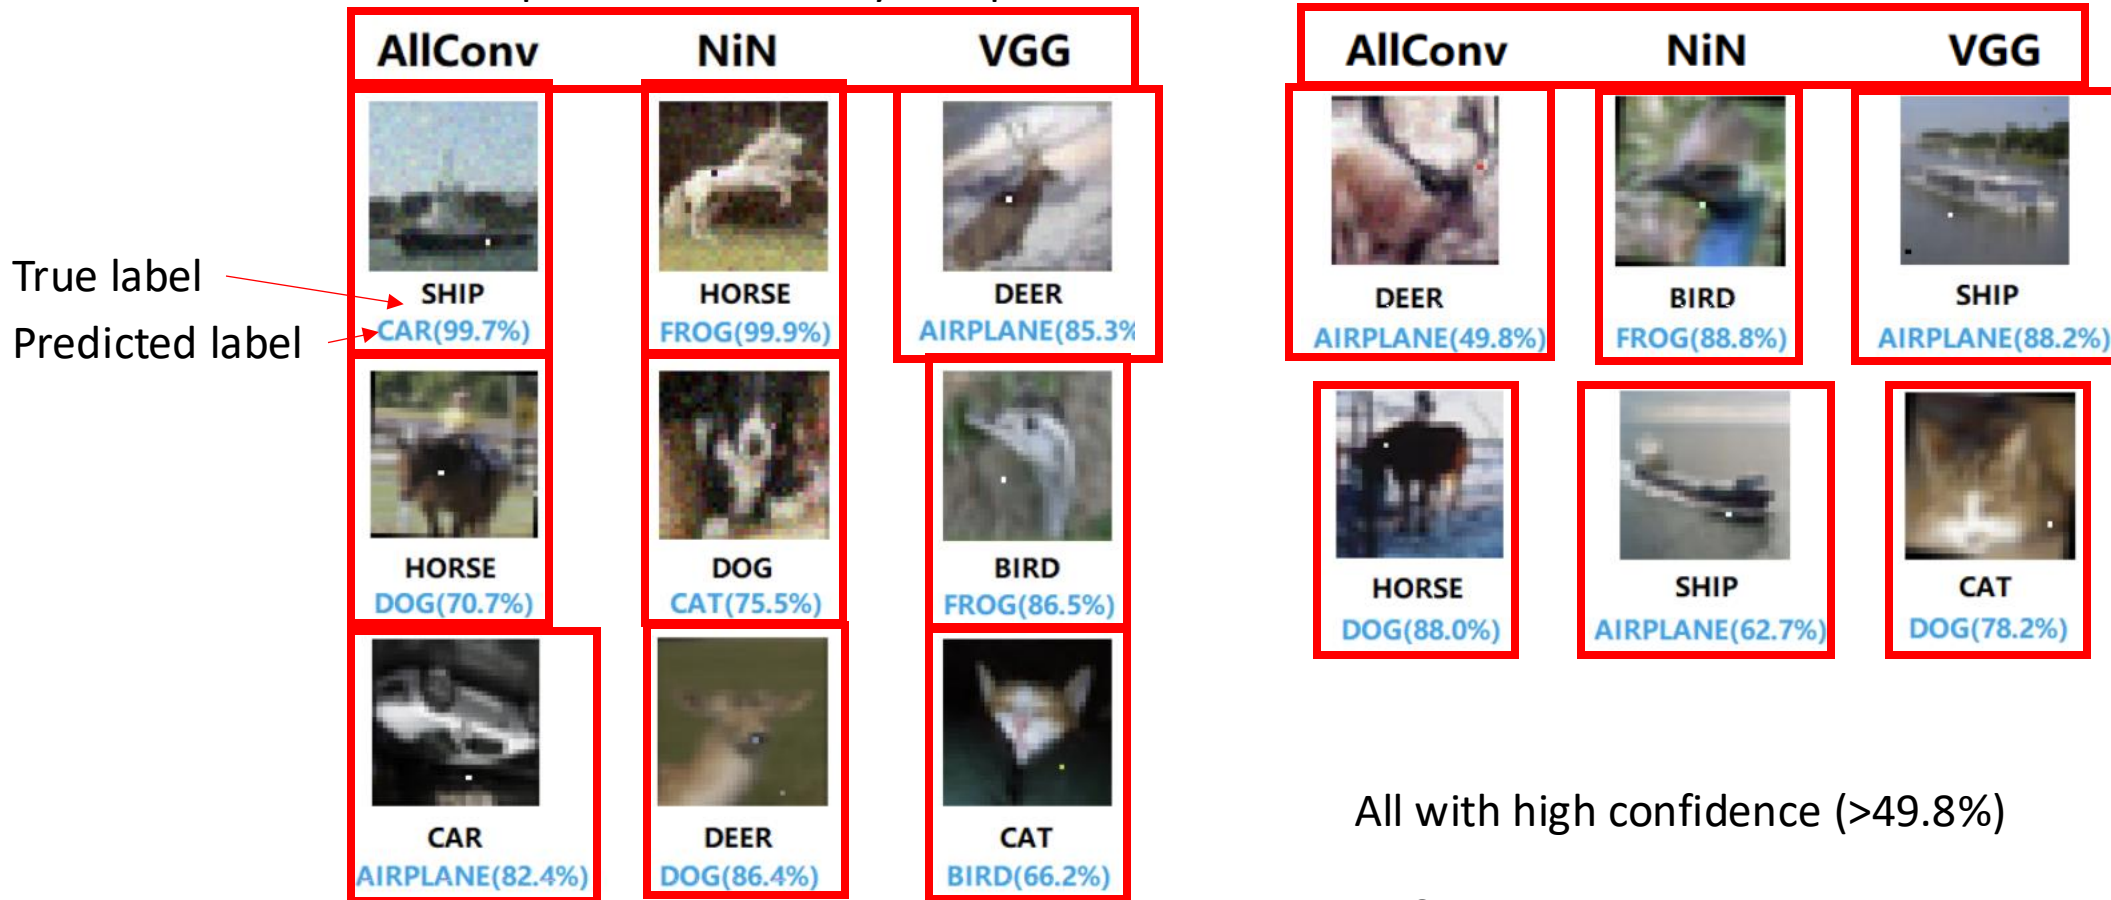 AllConv NiN VGG
SHIP HORSE DEER
CAR(99.7%) FROG(99.9%) AIRPLANE(85.3%
HORSE DOG BIRD
DOG(70.7%) CAT(75.5%) FROG(86.5%)
CAR DEER CAT
AIRPLANE(82.4%) DOG(86.4%) BIRD(66.2%)
True label
Predicted label
AllConv NiN VGG
DEER BIRD SHIP
AIRPLANE(49.8%) FROG(88.8%) AIRPLANE(88.2%)
HORSE SHIP CAT
DOG(88.0%) AIRPLANE(62.7%) DOG(78.2%)
All with high confidence (>49.8%)